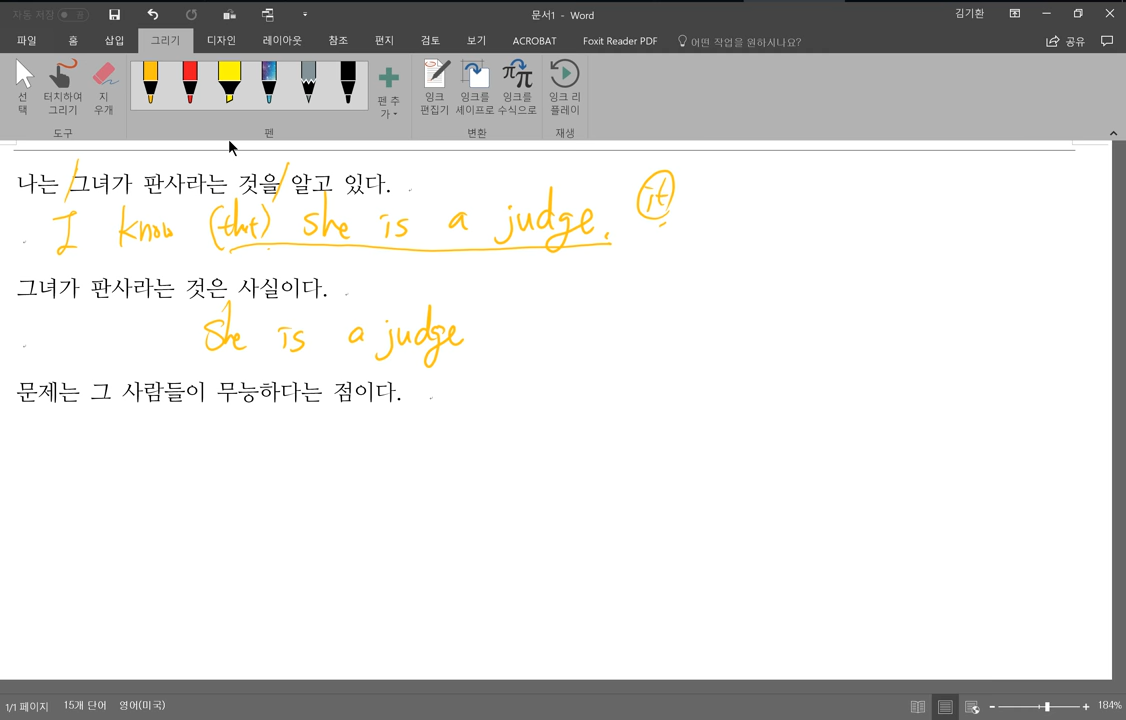 자동 저장 문서1 - Word 김기환
파일 홈 삽입 그리기 디자인 레이아웃 참조 편지 검토 보기 ACROBAT Foxit Reader PDF 어떤 작업을 원하시나요? 공유
선 터치하여 지 펜 추 잉크 잉크를 잉크를 잉크 리
택 그리기 우개 가 편집기 셰이프로 수식으로 플레이
도구 펜 변환 재생
나는 / 그녀가 판사라는 것을 / 알고 있다.
I know (that) she is a judge. it
그녀가 판사라는 것은 사실이다.
She is a judge
문제는 그 사람들이 무능하다는 점이다.
1/1 페이지 15개 단어 영어(미국) 184%